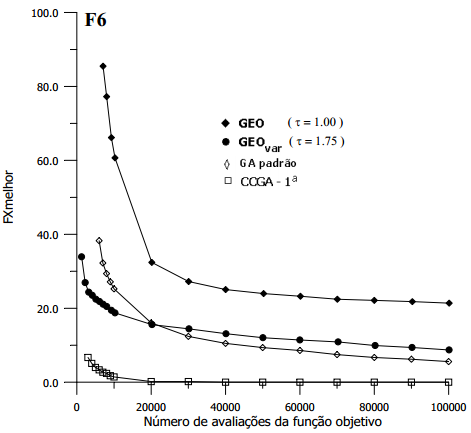 F6
100.0
80.0
60.0
40.0
20.0
0.0
FXmelhor
GEO ( τ = 1.00 )
GEOvar ( τ = 1.75 )
GA padrão
CCGA - 1ª
0 20000 40000 60000 80000 100000
Número de avaliações da função objetivo